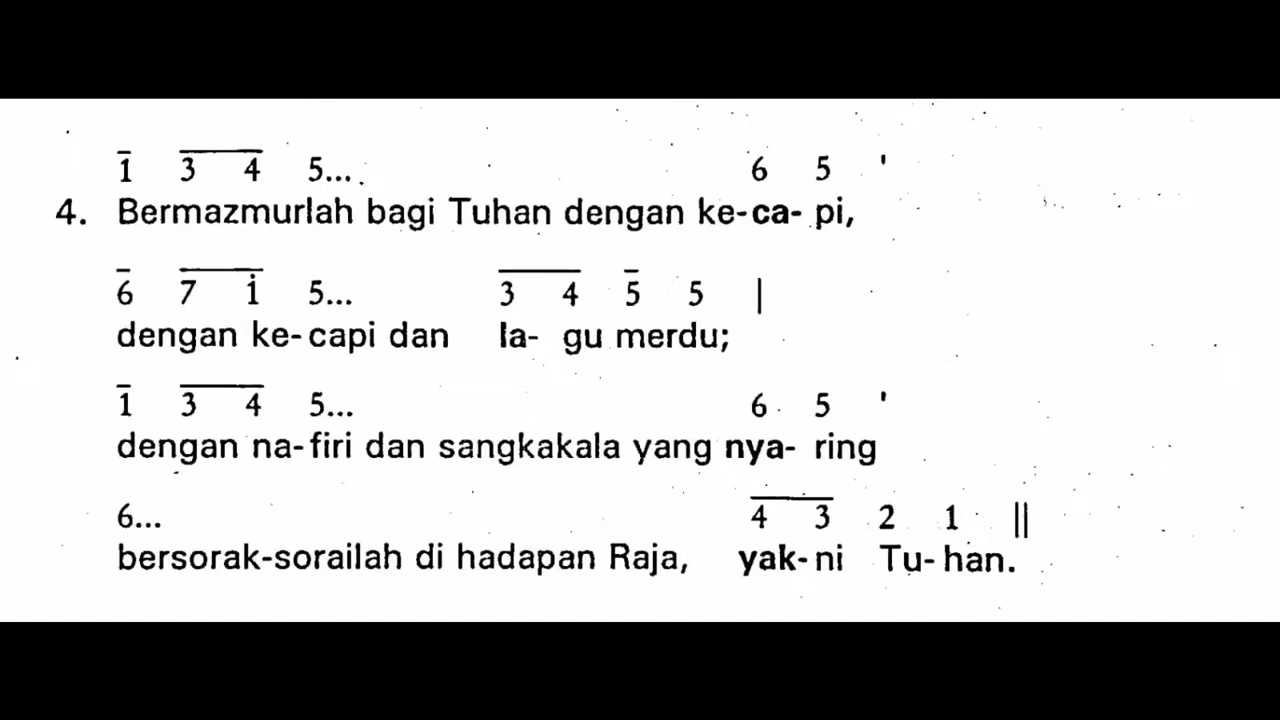 1̅ 3̅ 4̅ 5... 6 5 '
4. Bermazmurlah bagi Tuhan dengan ke-ca- pi,
6̅ 7̅ i̅ 5... 3̅ 4̅ 5̅ 5 |
dengan ke-capi dan la- gu merdu;
1̅ 3̅ 4̅ 5... 6 5 '
dengan na-firi dan sangkakala yang nya- ring
6... 4̅ 3̅ 2 1 ||
bersorak-sorailah di hadapan Raja, yak- ni Tu- han.